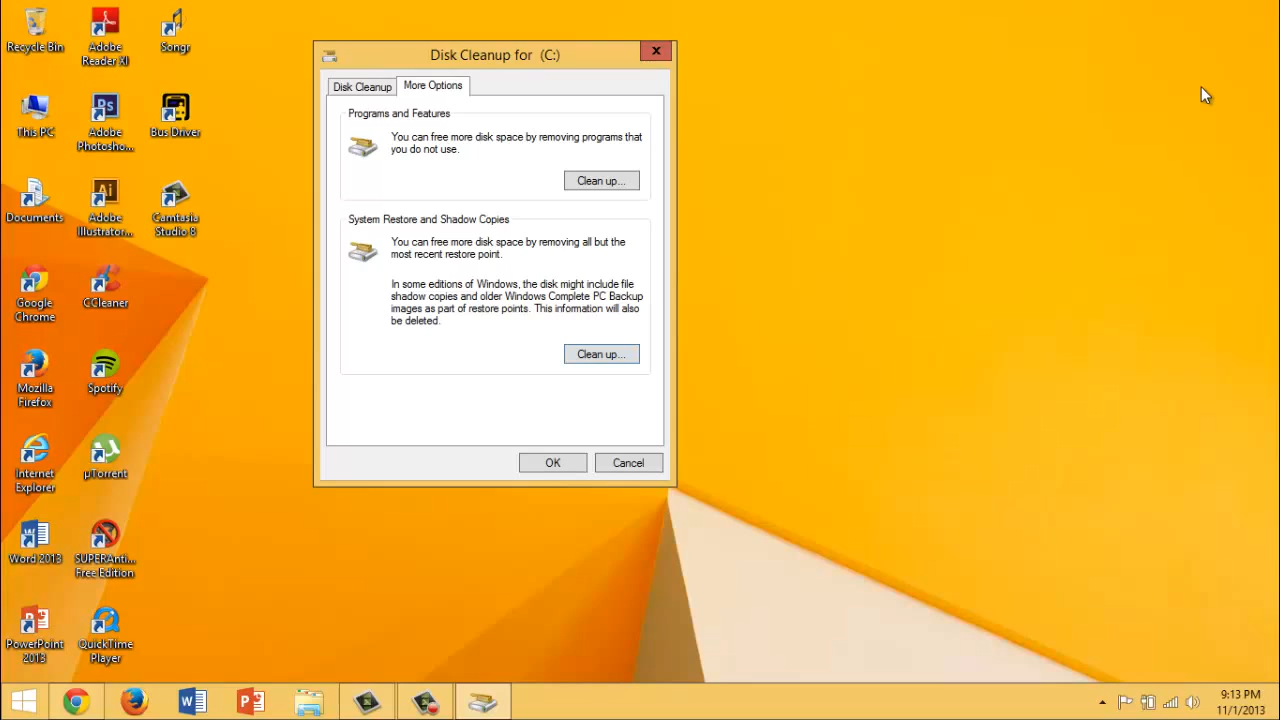 Recycle Bin
Adobe
Reader XI
Songr
This PC
Adobe
Photosho...
Bus Driver
Documents
Adobe
Illustrator...
Camtasia
Studio 8
Google
Chrome
CCleaner
Mozilla
Firefox
Spotify
Internet
Explorer
µTorrent
Word 2013
SUPERAnti...
Free Edition
PowerPoint
2013
QuickTime
Player
Disk Cleanup for (C:)
x
Disk Cleanup
More Options
Programs and Features
You can free more disk space by removing programs that
you do not use.
Clean up...
System Restore and Shadow Copies
You can free more disk space by removing all but the
most recent restore point.
In some editions of Windows, the disk might include file
shadow copies and older Windows Complete PC Backup
images as part of restore points. This information will also
be deleted.
Clean up...
OK
Cancel
9:13 PM
11/1/2013